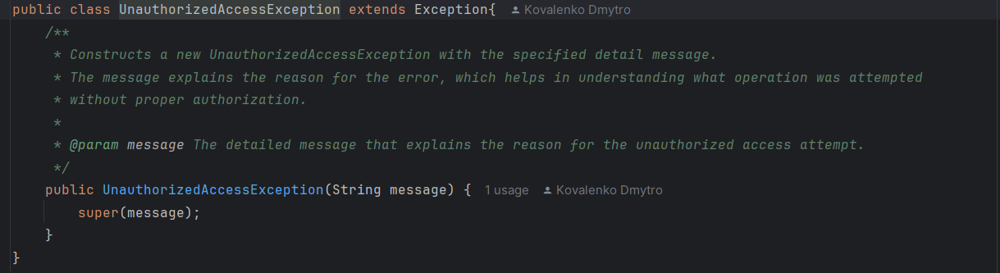 public class UnauthorizedAccessException extends Exception{ Kovalenko Dmytro
/**
* Constructs a new UnauthorizedAccessException with the specified detail message.
* The message explains the reason for the error, which helps in understanding what operation was attempted
* without proper authorization.
*
* @param message The detailed message that explains the reason for the unauthorized access attempt.
*/
public UnauthorizedAccessException(String message) { 1 usage Kovalenko Dmytro
super(message);
}
}